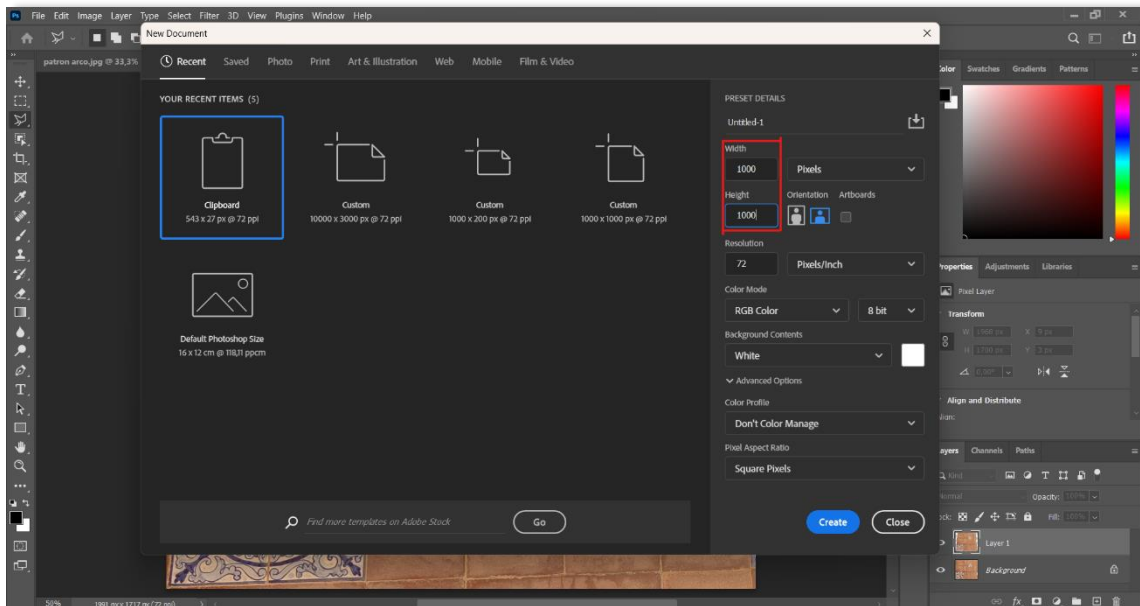 File Edit Image Layer Type Select Filter 3D View Plugins Window Help
New Document
patron arco.jpg @ 33,3%
Recent Saved Photo Print Art & Illustration Web Mobile Film & Video
YOUR RECENT ITEMS (5)
Clipboard
543 x 27 px @ 72 ppi
Custom
10000 x 3000 px @ 72 ppi
Custom
1000 x 200 px @ 72 ppi
Custom
1000 x 1000 px @ 72 ppi
Default Photoshop Size
16 x 12 cm @ 118,11 ppcm
Find more templates on Adobe Stock
Go
PRESET DETAILS
Untitled-1
Width
1000 Pixels
Height Orientation Artboards
1000
Resolution
72 Pixels/Inch
Color Mode
RGB Color 8 bit
Background Contents
White
Advanced Options
Color Profile
Don't Color Manage
Pixel Aspect Ratio
Square Pixels
Create Close
Color Swatches Gradients Patterns
Properties Adjustments Libraries
Pixel Layer
Transform
Align and Distribute
Layers Channels Paths
Opacity:
Fill:
Layer 1
Background
50%